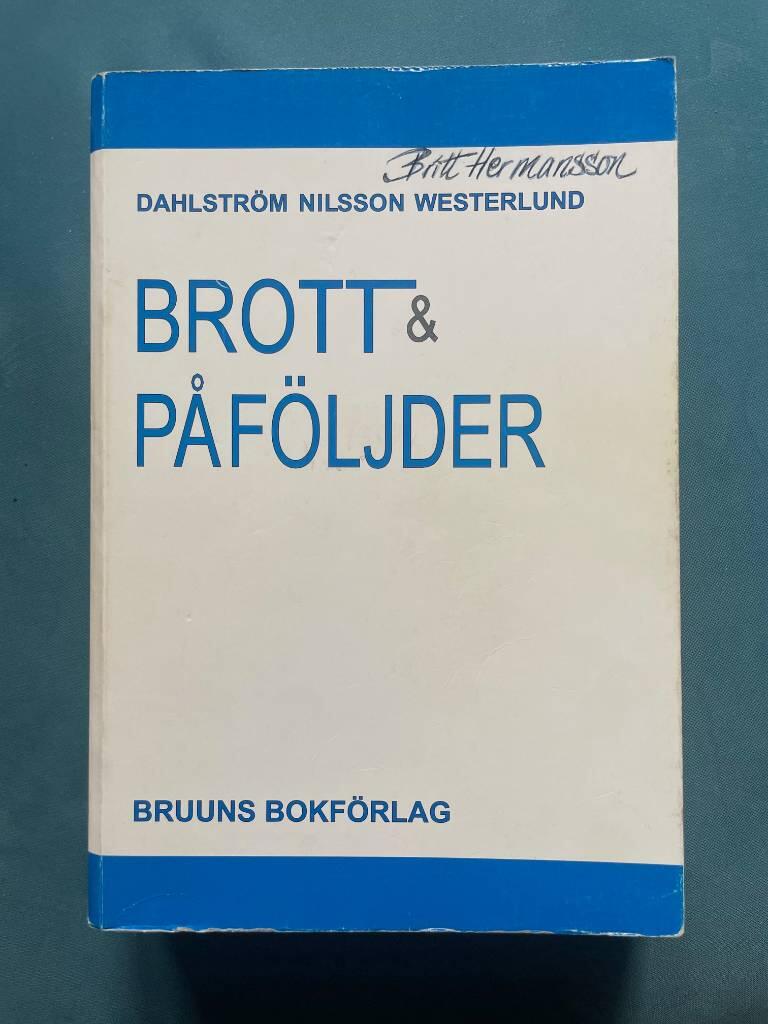 Britt Hermansson
DAHLSTRÖM NILSSON WESTERLUND
BROTT &
PÅFÖLJDER
BRUUNS BOKFÖRLAG